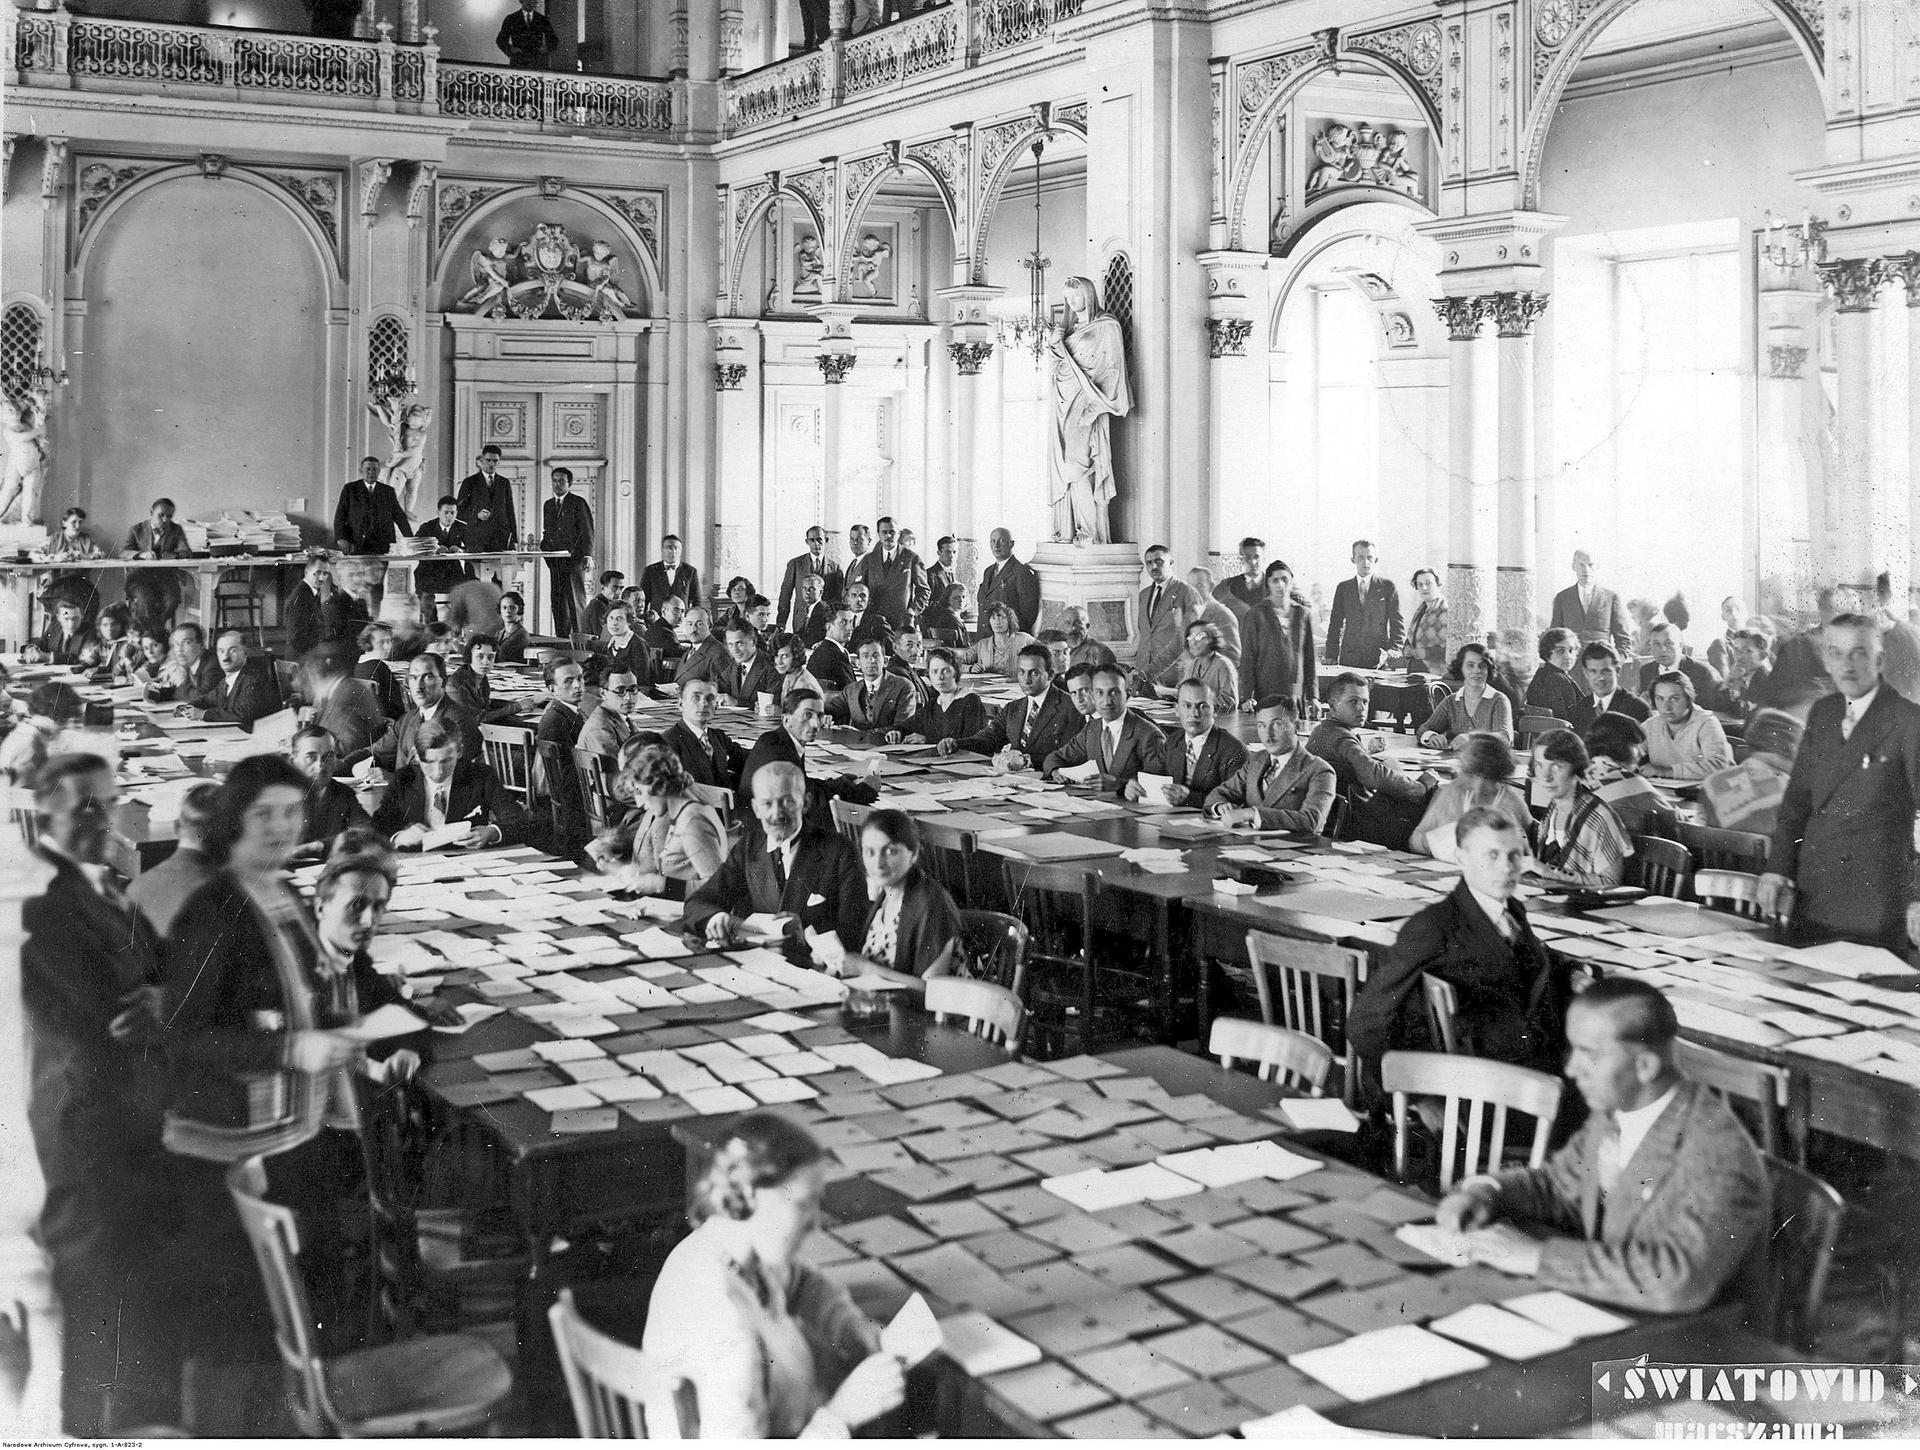 ŚWIATOWID
warszawa
Narodowe Archiwum Cyfrowe, sygn. 1-A-823-2